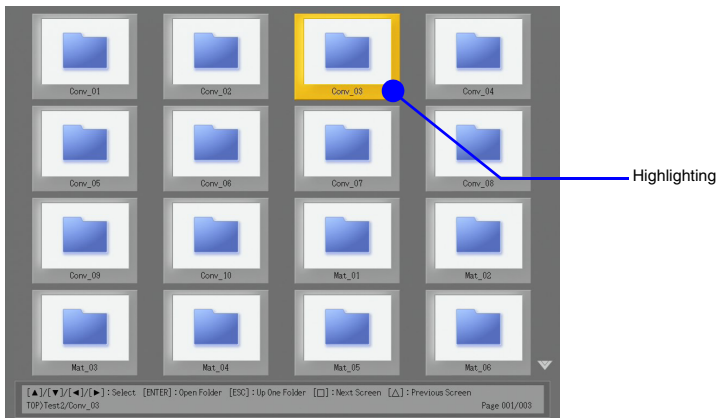 Conv_01 Conv_02 Conv_03 Conv_04
Highlighting
Conv_05 Conv_06 Conv_07 Conv_08
Conv_09 Conv_10 Mat_01 Mat_02
Mat_03 Mat_04 Mat_05 Mat_06
[▲]/[▼]/[◄]/[►]:Select [ENTER]:Open Folder [ESC]:Up One Folder [□]:Next Screen [△]:Previous Screen
TOP>Test2/Conv_03 Page 001/003